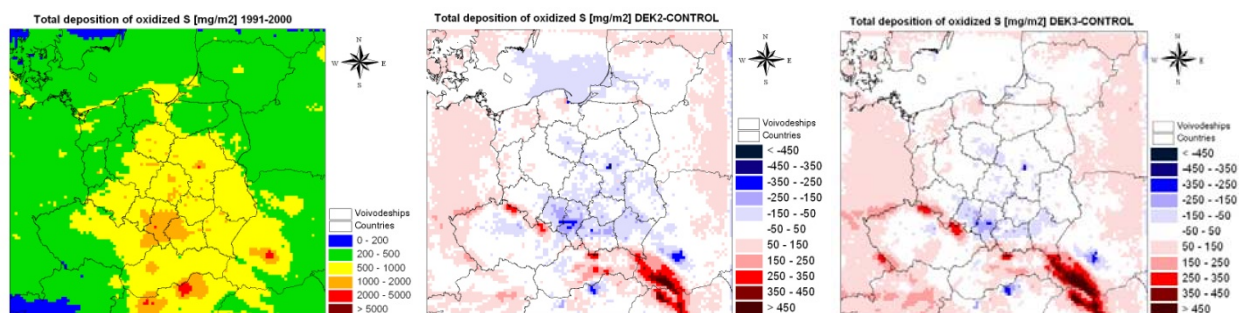 Total deposition of oxidized S [mg/m2] 1991-2000
N
W E
S
Voivodeships
Countries
0 - 200
200 - 500
500 - 1000
1000 - 2000
2000 - 5000
> 5000
Total deposition of oxidized S [mg/m2] DEK2-CONTROL
N
W E
S
Voivodeships
Countries
< -450
-450 - -350
-350 - -250
-250 - -150
-150 - -50
-50 - 50
50 - 150
150 - 250
250 - 350
350 - 450
> 450
Total deposition of oxidized S [mg/m2] DEK3-CONTROL
N
W E
S
Voivodeships
Countries
< -450
-450 - -350
-350 - -250
-250 - -150
-150 - -50
-50 - 50
50 - 150
150 - 250
250 - 350
350 - 450
> 450